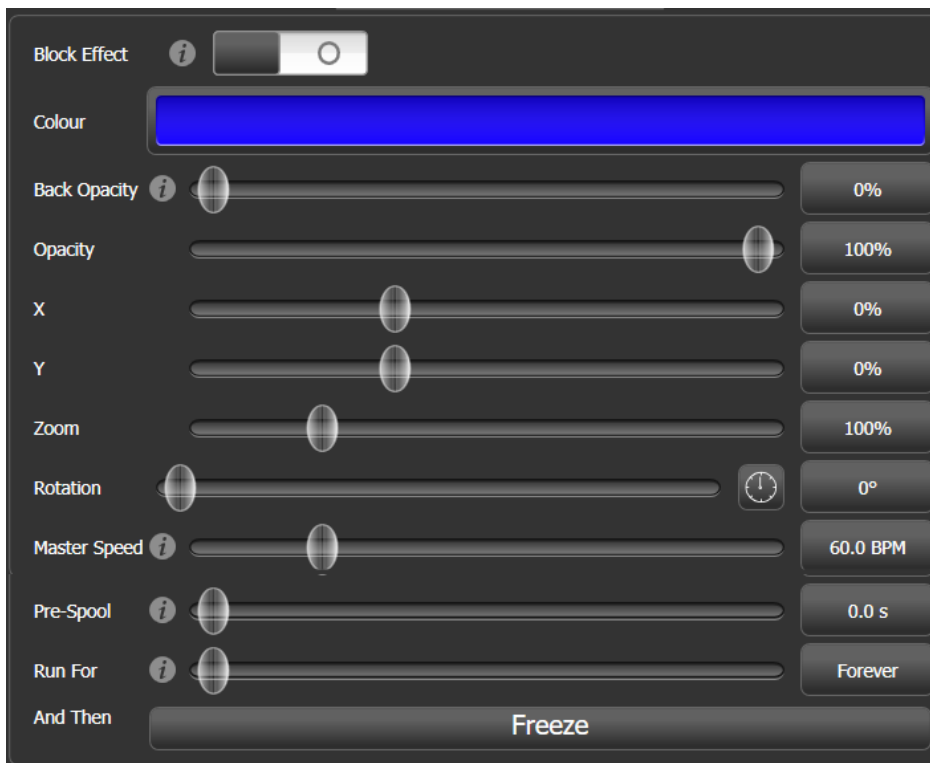 Block Effect i
Colour
Back Opacity i 0%
Opacity 100%
X 0%
Y 0%
Zoom 100%
Rotation 0°
Master Speed i 60.0 BPM
Pre-Spool i 0.0 s
Run For i Forever
And Then Freeze